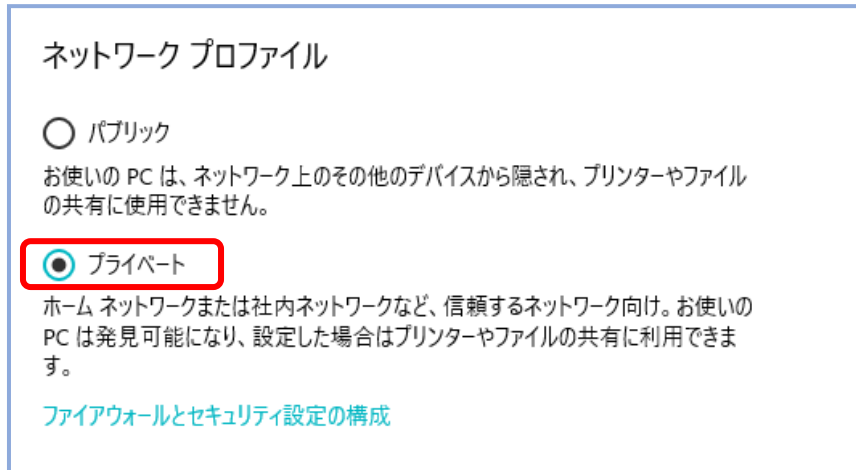 ネットワーク プロファイル
パブリック
お使いの PC は、ネットワーク上のその他のデバイスから隠され、プリンターやファイル
の共有に使用できません。
プライベート
ホーム ネットワークまたは社内ネットワークなど、信頼するネットワーク向け。お使いの
PC は発見可能になり、設定した場合はプリンターやファイルの共有に利用できま
す。
ファイアウォールとセキュリティ設定の構成